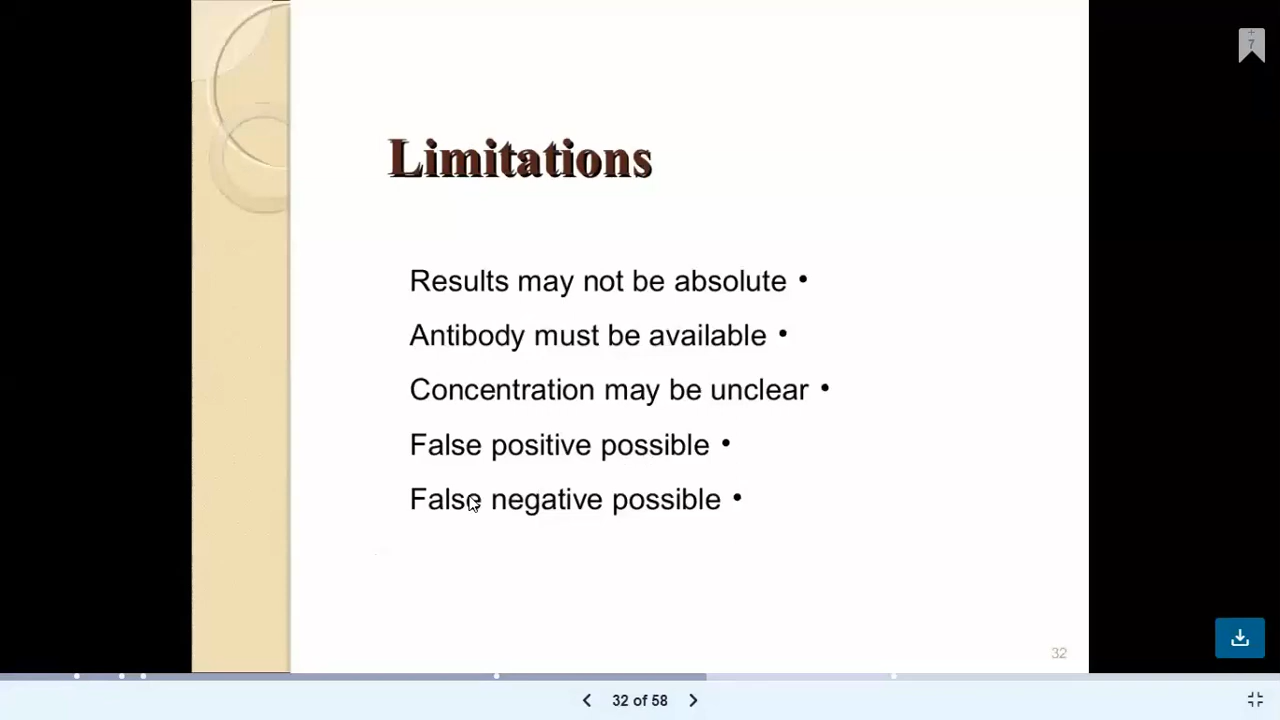 Limitations
Results may not be absolute •
Antibody must be available •
Concentration may be unclear •
False positive possible •
False negative possible •
32
32 of 58
+
7